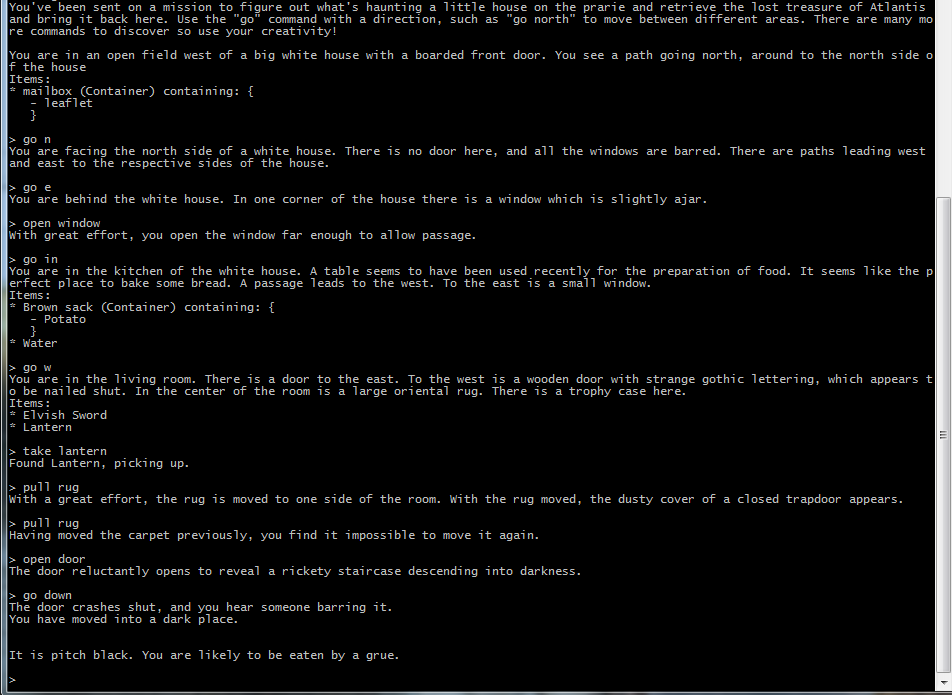 You've been sent on a mission to figure out what's haunting a little house on the prarie and retrieve the lost treasure of Atlantis
and bring it back here. Use the "go" command with a direction, such as "go north" to move between different areas. There are many mo
re commands to discover so use your creativity!
You are in an open field west of a big white house with a boarded front door. You see a path going north, around to the north side o
f the house
Items:
* mailbox (Container) containing: {
- leaflet
}
> go n
You are facing the north side of a white house. There is no door here, and all the windows are barred. There are paths leading west
and east to the respective sides of the house.
> go e
You are behind the white house. In one corner of the house there is a window which is slightly ajar.
> open window
With great effort, you open the window far enough to allow passage.
> go in
You are in the kitchen of the white house. A table seems to have been used recently for the preparation of food. It seems like the p
erfect place to bake some bread. A passage leads to the west. To the east is a small window.
Items:
* Brown sack (Container) containing: {
- Potato
}
* Water
> go w
You are in the living room. There is a door to the east. To the west is a wooden door with strange gothic lettering, which appears t
o be nailed shut. In the center of the room is a large oriental rug. There is a trophy case here.
Items:
* Elvish Sword
* Lantern
> take lantern
Found Lantern, picking up.
> pull rug
With a great effort, the rug is moved to one side of the room. With the rug moved, the dusty cover of a closed trapdoor appears.
> pull rug
Having moved the carpet previously, you find it impossible to move it again.
> open door
The door reluctantly opens to reveal a rickety staircase descending into darkness.
> go down
The door crashes shut, and you hear someone barring it.
You have moved into a dark place.
It is pitch black. You are likely to be eaten by a grue.
>